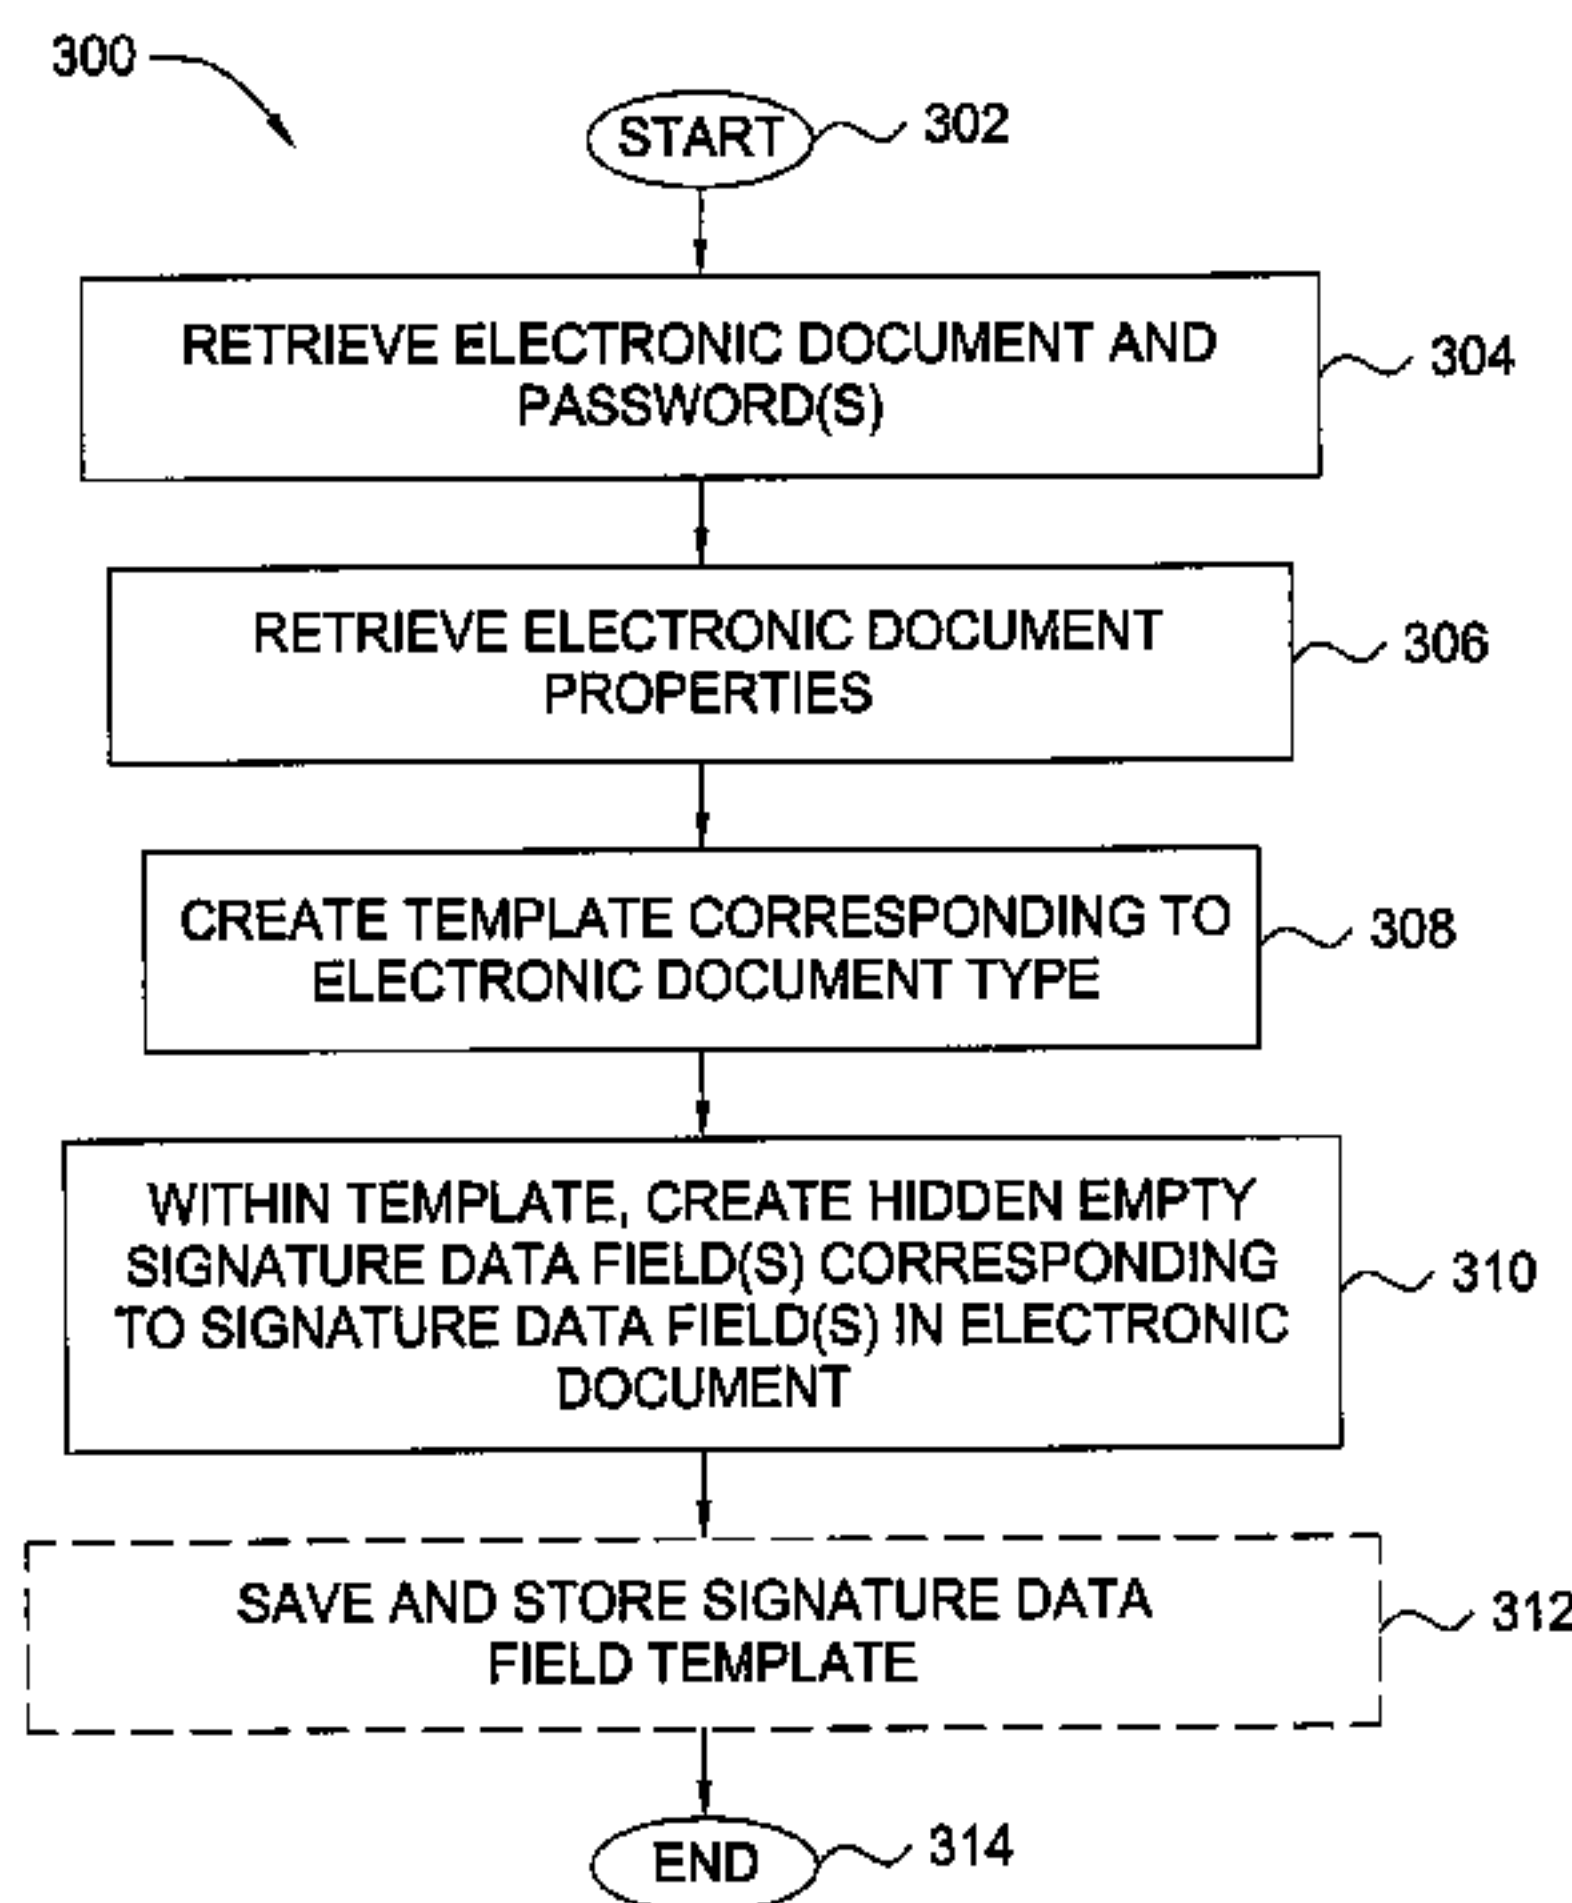 300
START
302
RETRIEVE ELECTRONIC DOCUMENT AND
PASSWORD(S)
304
RETRIEVE ELECTRONIC DOCUMENT
PROPERTIES
306
CREATE TEMPLATE CORRESPONDING TO
ELECTRONIC DOCUMENT TYPE
308
WITHIN TEMPLATE, CREATE HIDDEN EMPTY
SIGNATURE DATA FIELD(S) CORRESPONDING
TO SIGNATURE DATA FIELD(S) IN ELECTRONIC
DOCUMENT
310
SAVE AND STORE SIGNATURE DATA
FIELD TEMPLATE
312
END
314